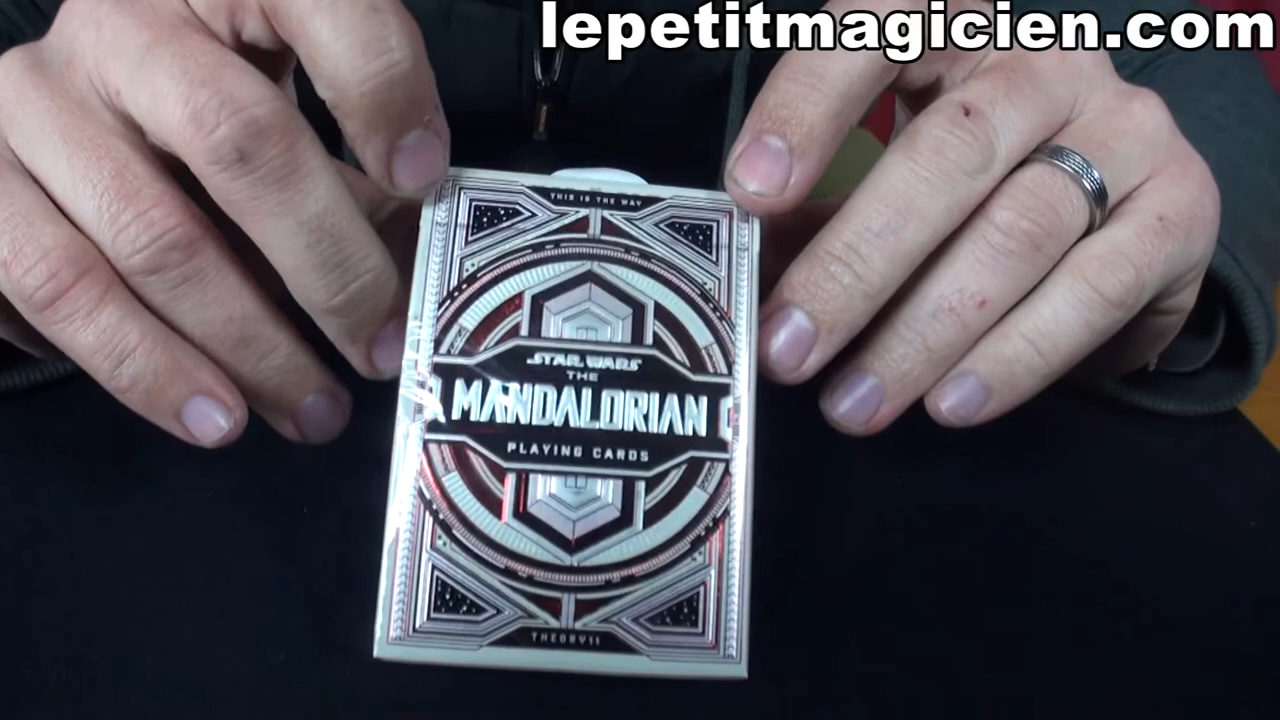 lepetitmagicien.com
THIS IS THE WAY
STAR WARS
THE
MANDALORIAN
PLAYING CARDS
THEORY11